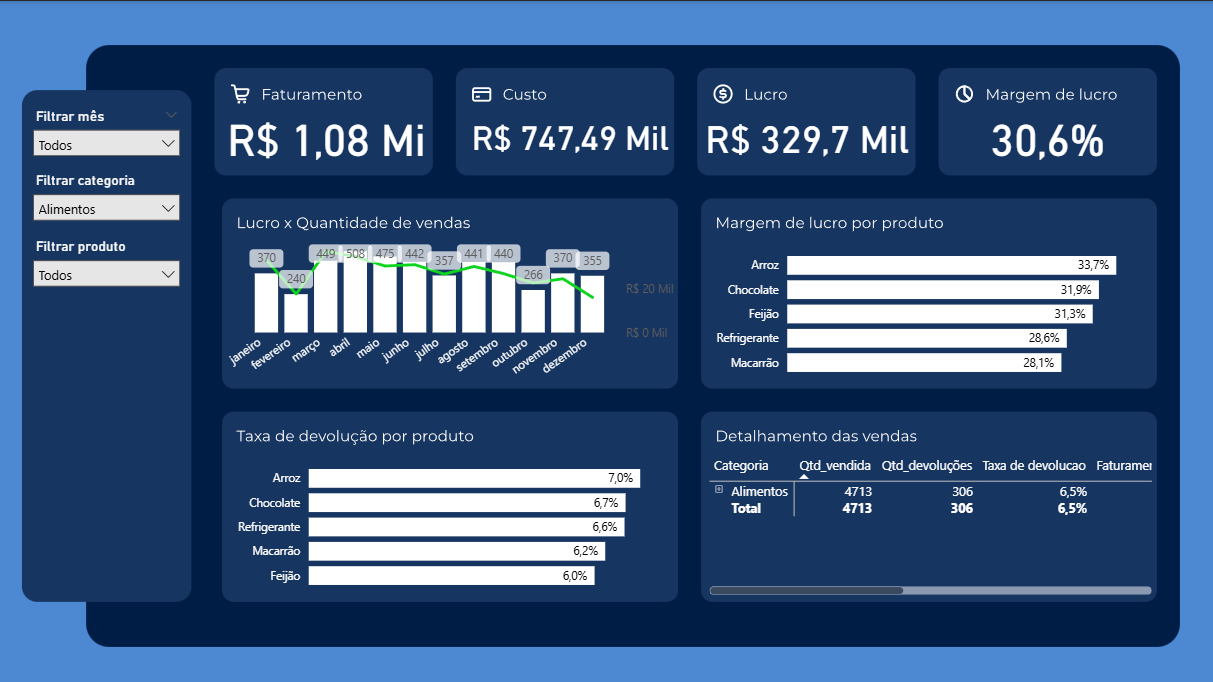 Filtrar mês
Todos
Filtrar categoria
Alimentos
Filtrar produto
Todos
Faturamento
R$ 1,08 Mi
Custo
R$ 747,49 Mil
Lucro
R$ 329,7 Mil
Margem de lucro
30,6%
Lucro x Quantidade de vendas
370 240 449 508 475 442 357 441 440 266 370 355
R$ 20 Mil
R$ 0 Mil
janeiro fevereiro março abril maio junho julho agosto setembro outubro novembro dezembro
Margem de lucro por produto
Arroz 33,7%
Chocolate 31,9%
Feijão 31,3%
Refrigerante 28,6%
Macarrão 28,1%
Taxa de devolução por produto
Arroz 7,0%
Chocolate 6,7%
Refrigerante 6,6%
Macarrão 6,2%
Feijão 6,0%
Detalhamento das vendas
Categoria Qtd_vendida Qtd_devoluções Taxa de devolucao Faturamen
Alimentos 4713 306 6,5%
Total 4713 306 6,5%